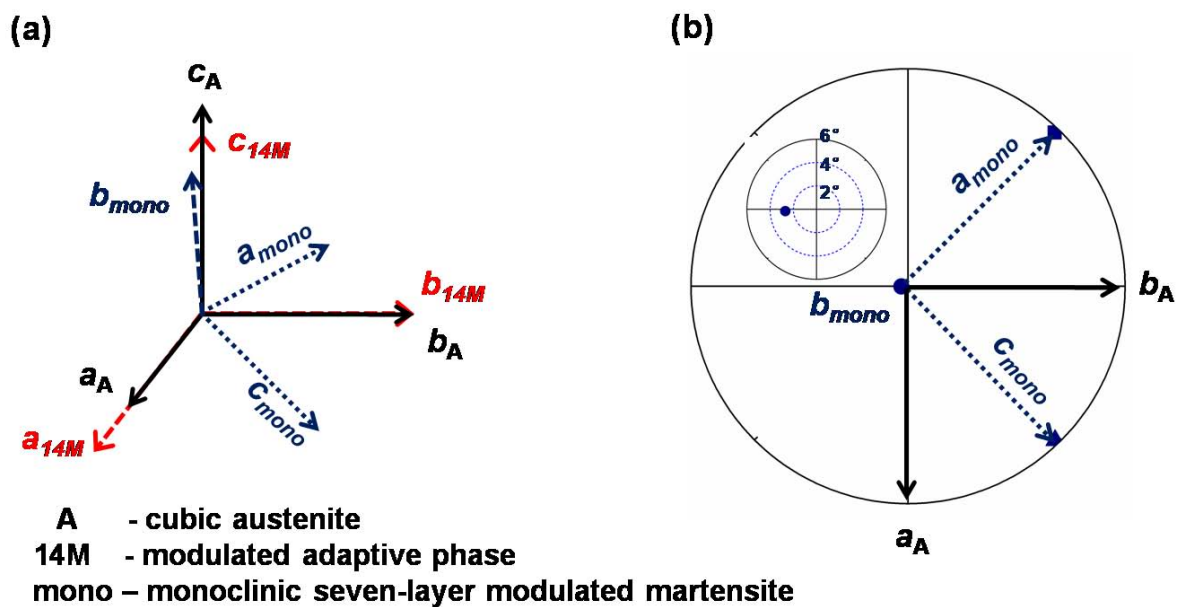 (a)
c_A
c_14M
b_mono
a_mono
b_14M
b_A
a_A
c_mono
a_14M
A - cubic austenite
14M - modulated adaptive phase
mono – monoclinic seven-layer modulated martensite
(b)
6°
4°
2°
a_mono
b_mono
b_A
c_mono
a_A